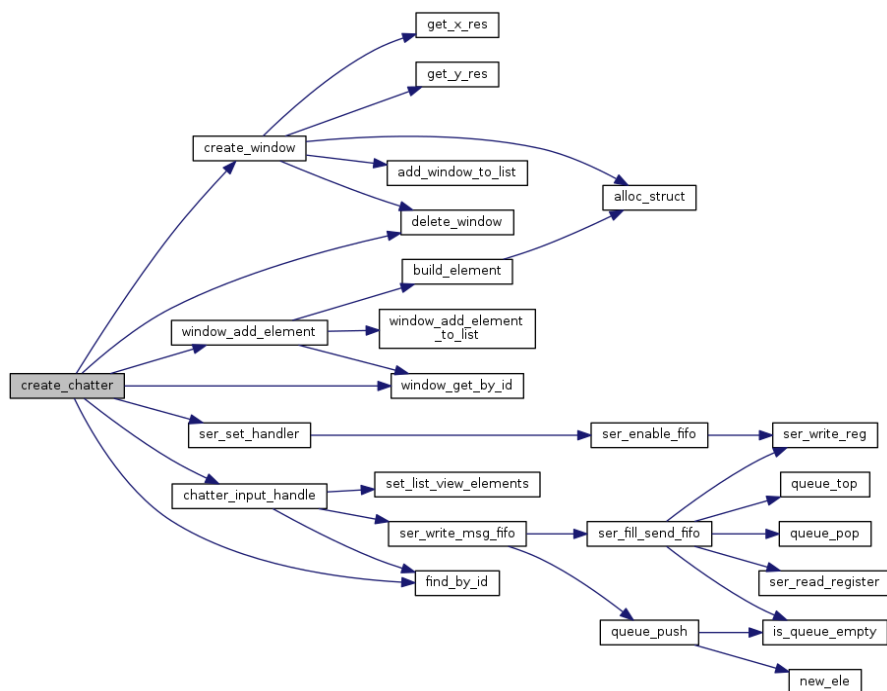 get_x_res
get_y_res
create_window
add_window_to_list
alloc_struct
delete_window
build_element
window_add_element
window_add_element
_to_list
create_chatter
window_get_by_id
ser_set_handler
ser_enable_fifo
ser_write_reg
chatter_input_handle
set_list_view_elements
queue_top
ser_write_msg_fifo
ser_fill_send_fifo
queue_pop
find_by_id
ser_read_register
queue_push
is_queue_empty
new_ele